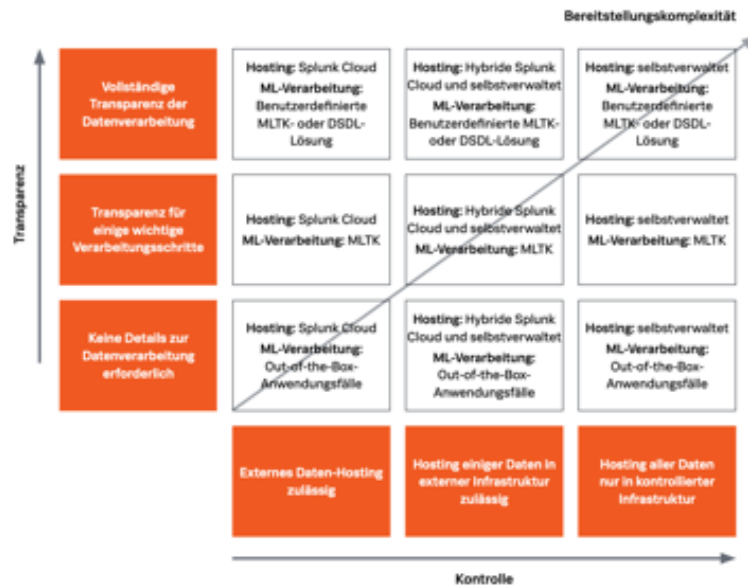 Bereitstellungskomplexität
Transparenz
Vollständige
Transparenz der
Datenverarbeitung
Hosting: Splunk Cloud
ML-Verarbeitung:
Benutzerdefinierte
MLTK- oder DSDL-
Lösung
Hosting: Hybride Splunk
Cloud und selbstverwaltet
ML-Verarbeitung:
Benutzerdefinierte MLTK-
oder DSDL-Lösung
Hosting: selbstverwaltet
ML-Verarbeitung:
Benutzerdefinierte
MLTK- oder DSDL-
Lösung
Transparenz für
einige wichtige
Verarbeitungsschritte
Hosting: Splunk Cloud
ML-Verarbeitung: MLTK
Hosting: Hybride Splunk
Cloud und selbstverwaltet
ML-Verarbeitung: MLTK
Hosting: selbstverwaltet
ML-Verarbeitung: MLTK
Keine Details zur
Datenverarbeitung
erforderlich
Hosting: Splunk Cloud
ML-Verarbeitung:
Out-of-the-Box-
Anwendungsfälle
Hosting: Hybride Splunk
Cloud und selbstverwaltet
ML-Verarbeitung:
Out-of-the-Box-
Anwendungsfälle
Hosting: selbstverwaltet
ML-Verarbeitung:
Out-of-the-Box-
Anwendungsfälle
Externes Daten-Hosting
zulässig
Hosting einiger Daten in
externer Infrastruktur
zulässig
Hosting aller Daten
nur in kontrollierter
Infrastruktur
Kontrolle